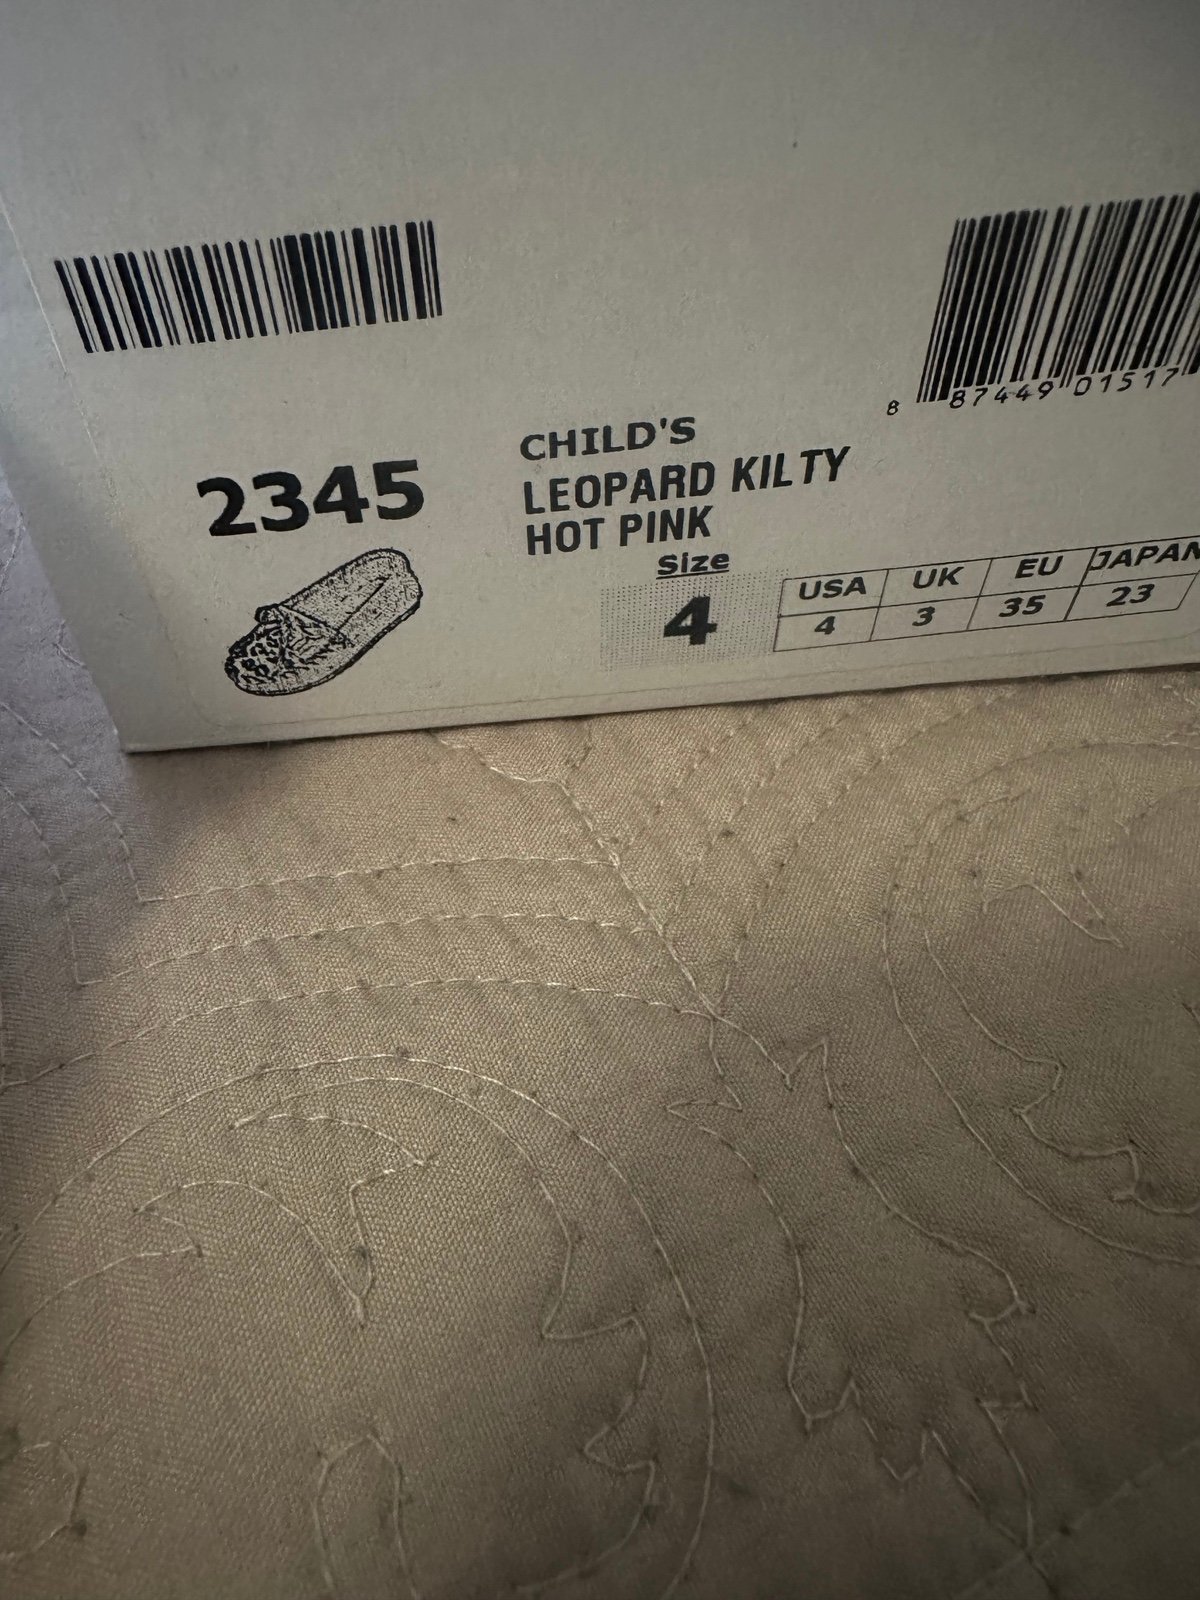 8 87449 01517
2345
CHILD'S
LEOPARD KILTY
HOT PINK
Size
4
USA UK EU JAPAN
4 3 35 23